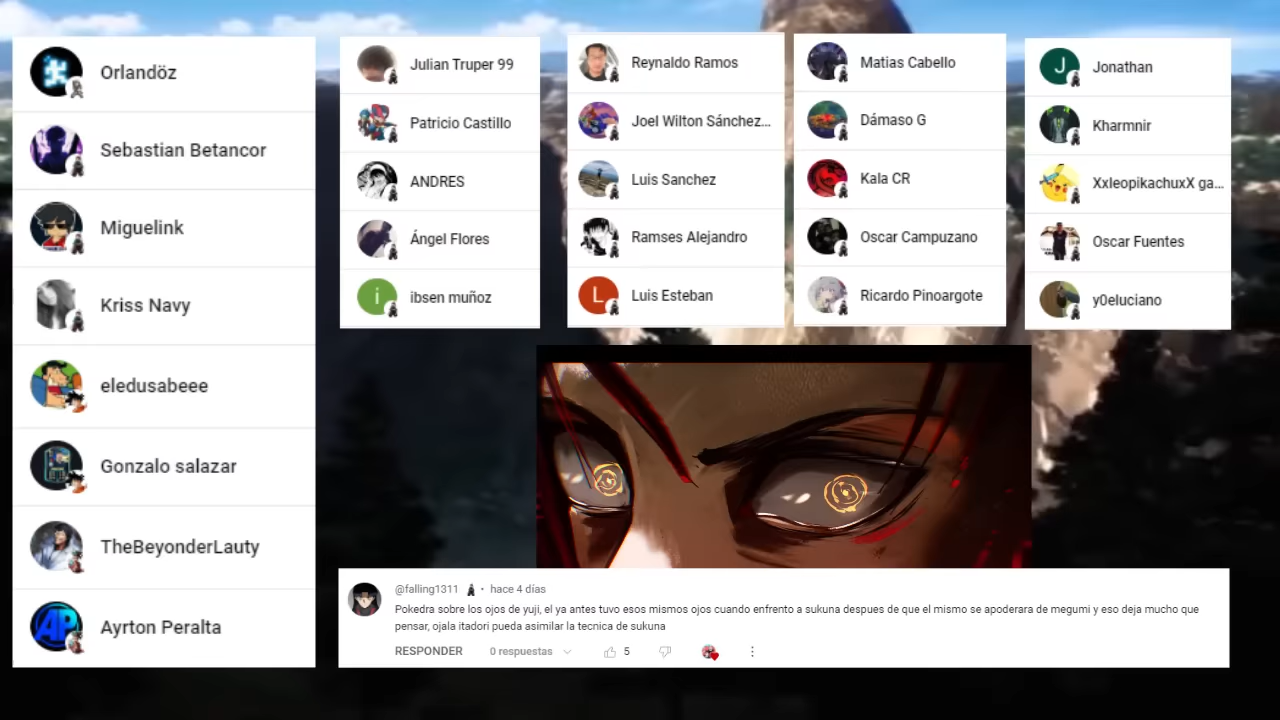 Orlandöz
Sebastian Betancor
Miguelink
Kriss Navy
eledusabeee
Gonzalo salazar
TheBeyonderLauty
AP
Ayrton Peralta
Julian Truper 99
Patricio Castillo
ANDRES
Ángel Flores
i
ibsen muñoz
Reynaldo Ramos
Joel Wilton Sánchez...
Luis Sanchez
Ramses Alejandro
L
Luis Esteban
Matias Cabello
Dámaso G
Kala CR
Oscar Campuzano
Ricardo Pinoargote
J
Jonathan
Kharmnir
XxleopikachuxX ga...
Oscar Fuentes
y0eluciano
@falling1311 • hace 4 días
Pokedra sobre los ojos de yuji, el ya antes tuvo esos mismos ojos cuando enfrento a sukuna despues de que el mismo se apoderara de megumi y eso deja mucho que
pensar, ojala itadori pueda asimilar la tecnica de sukuna
RESPONDER 0 respuestas 5